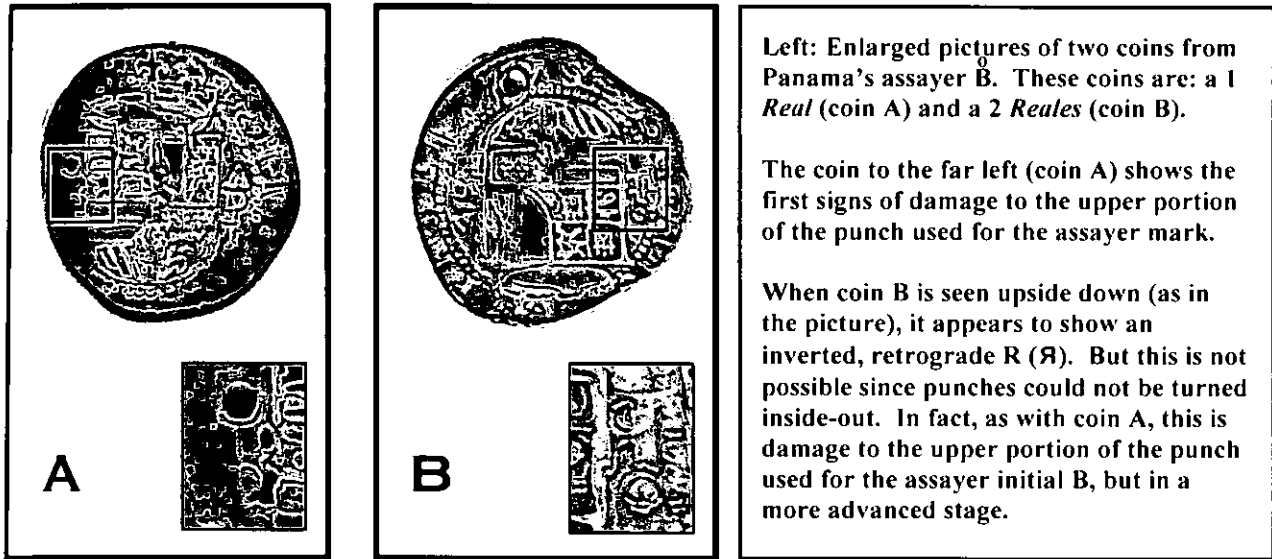 A
B
Left: Enlarged pictures of two coins from
Panama's assayer B̊. These coins are: a 1
Real (coin A) and a 2 Reales (coin B).
The coin to the far left (coin A) shows the
first signs of damage to the upper portion
of the punch used for the assayer mark.
When coin B is seen upside down (as in
the picture), it appears to show an
inverted, retrograde R (Я). But this is not
possible since punches could not be turned
inside-out. In fact, as with coin A, this is
damage to the upper portion of the punch
used for the assayer initial B, but in a
more advanced stage.